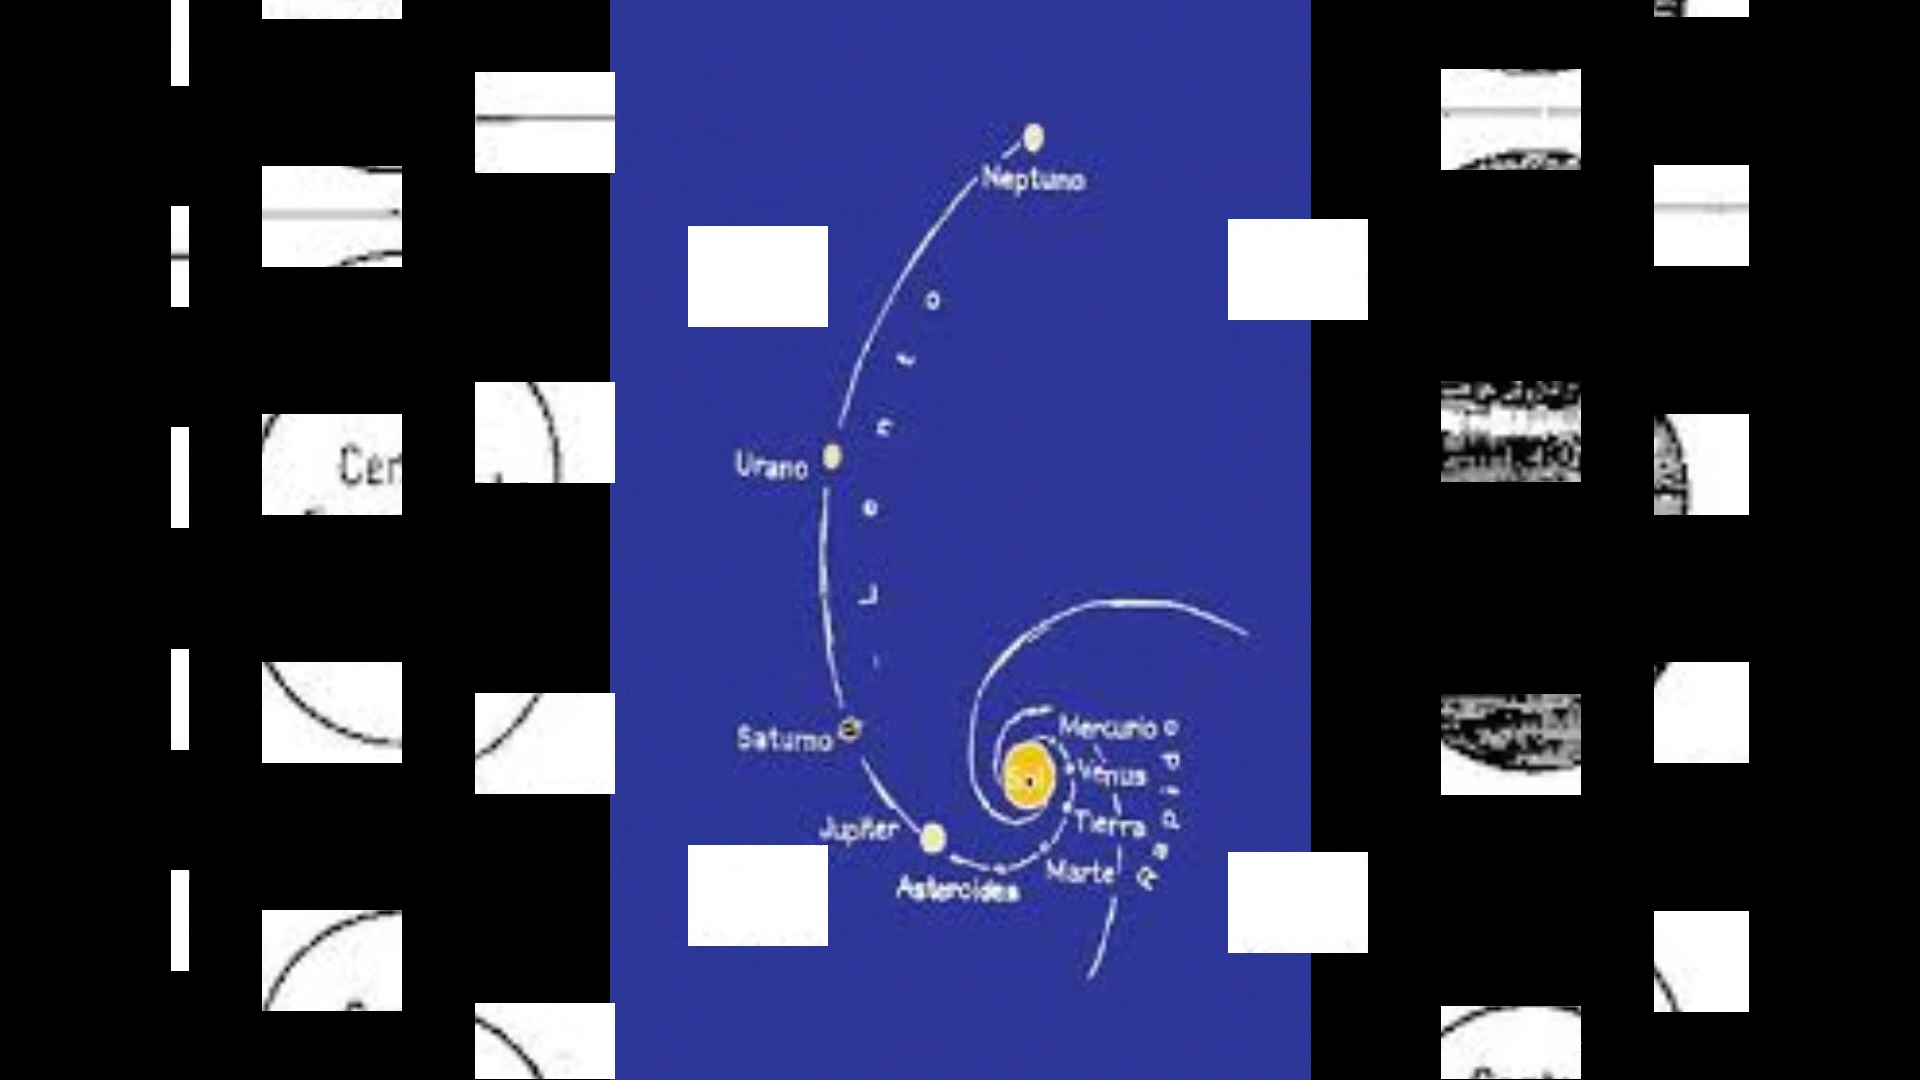 Neptuno
Lento
Urano
Cer
Saturno
Mercurio
Sol
Venus
Rapido
Tierra
Jupiter
Marte
Asteroides